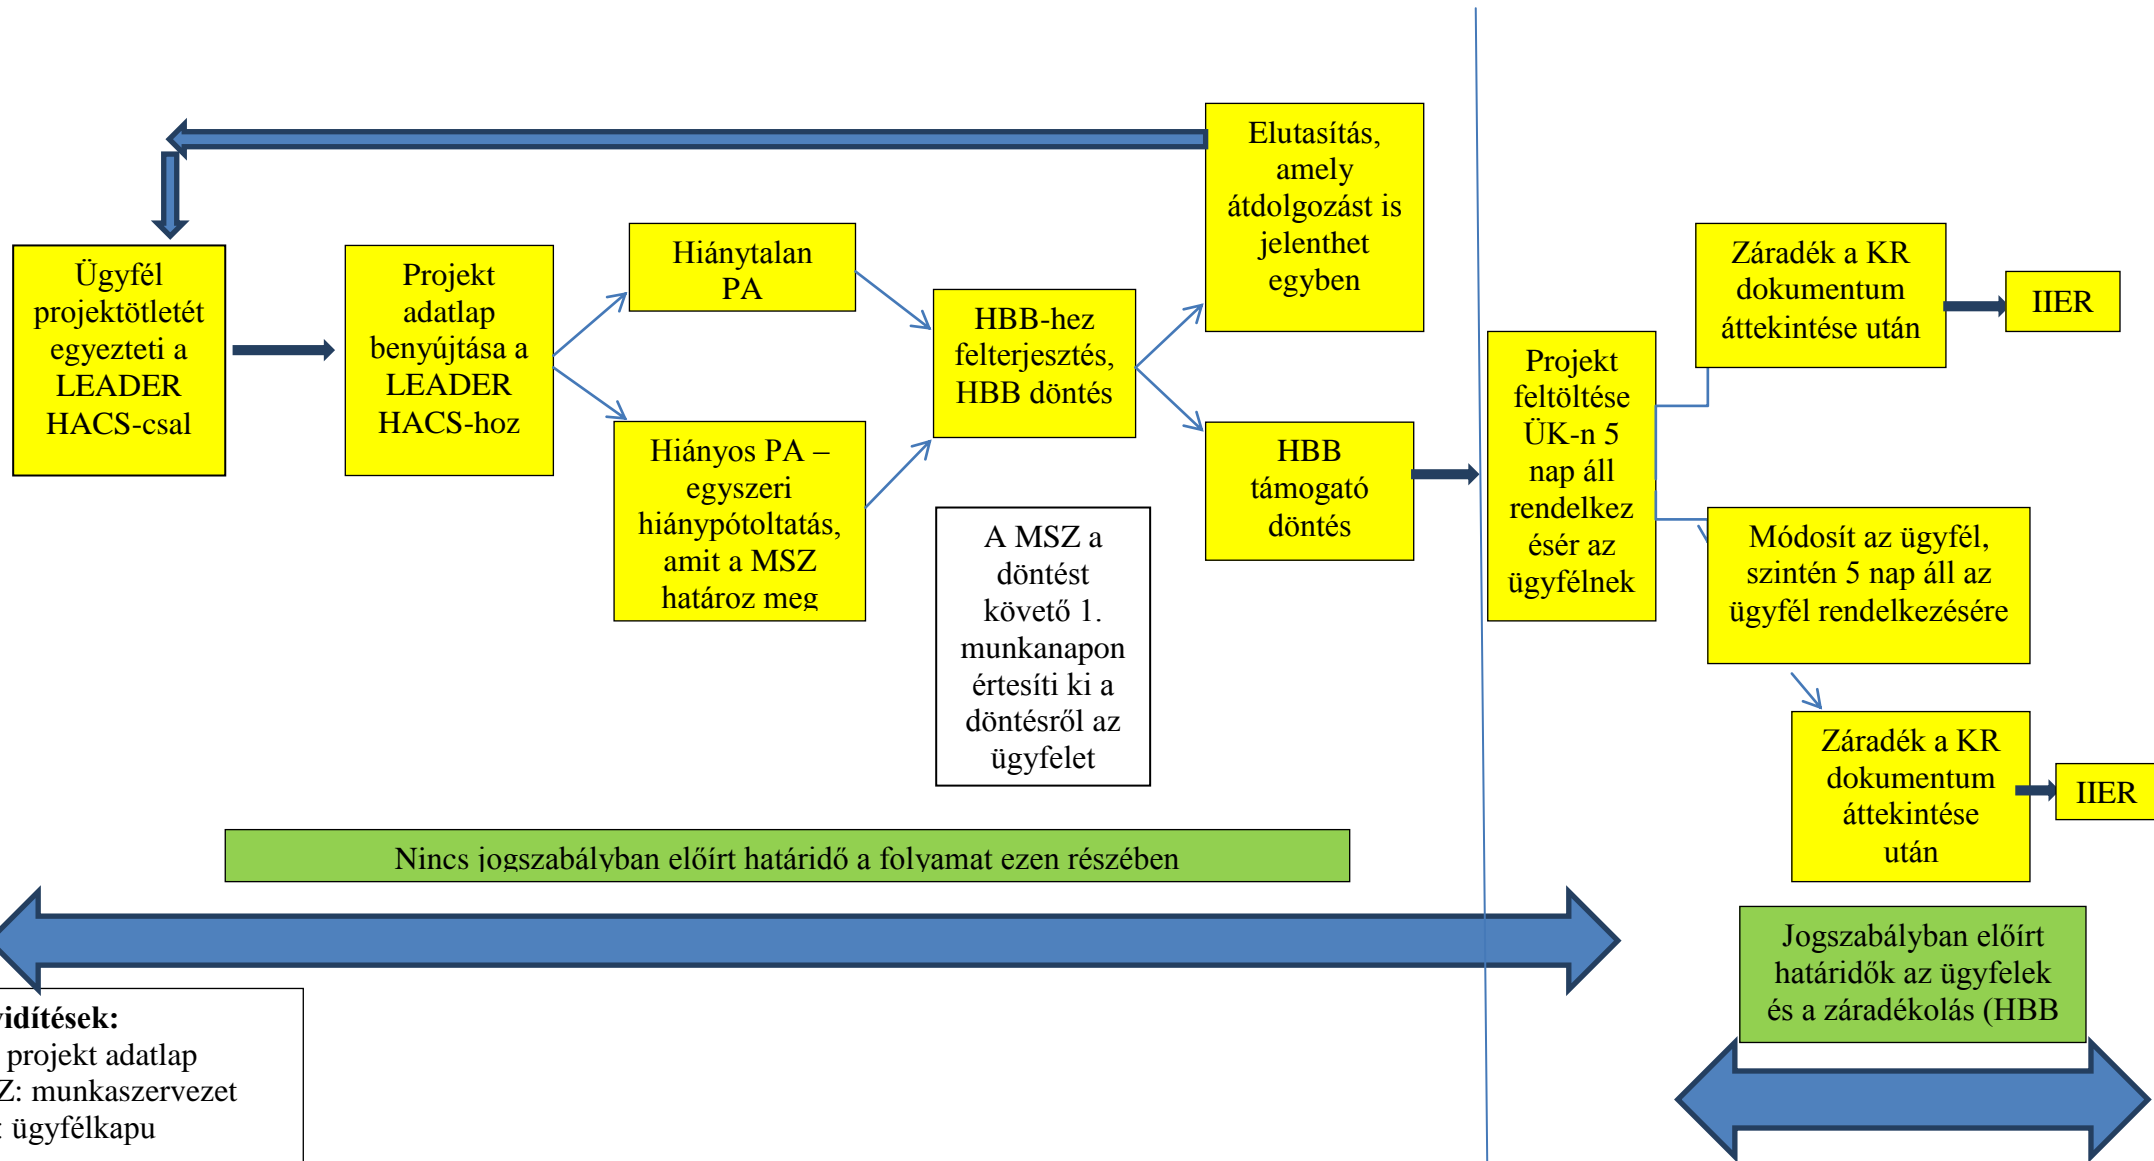 Ügyfél
projektötletét
egyezteti a
LEADER
HACS-csal
Projekt
adatlap
benyújtása a
LEADER
HACS-hoz
Hiánytalan
PA
Hiányos PA –
egyszeri
hiánypótoltatás,
amit a MSZ
határoz meg
HBB-hez
felterjesztés,
HBB döntés
A MSZ a
döntést
követő 1.
munkanapon
értesíti ki a
döntésről az
ügyfelet
Elutasítás,
amely
átdolgozást is
jelenthet
egyben
HBB
támogató
döntés
Projekt
feltöltése
ÜK-n 5
nap áll
rendelkez
ésér az
ügyfélnek
Záradék a KR
dokumentum
áttekintése után
IIER
Módosít az ügyfél,
szintén 5 nap áll az
ügyfél rendelkezésére
Záradék a KR
dokumentum
áttekintése
után
IIER
Nincs jogszabályban előírt határidő a folyamat ezen részében
Jogszabályban előírt
határidők az ügyfelek
és a záradékolás (HBB
vidítések:
projekt adatlap
Z: munkaszervezet
: ügyfélkapu